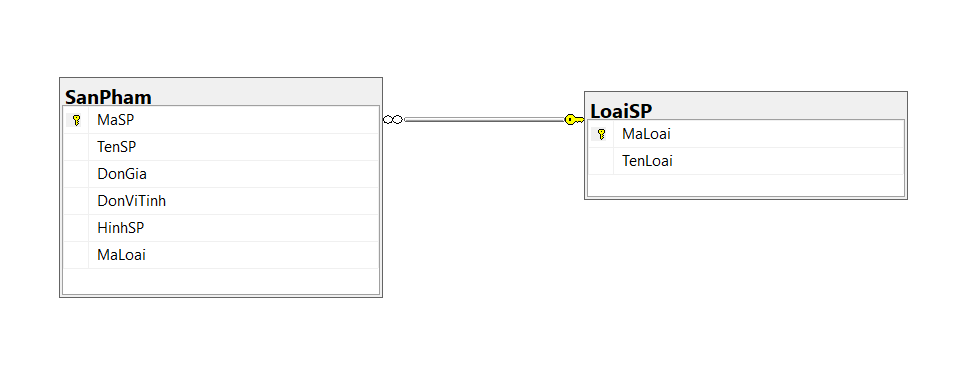 SanPham
MaSP
TenSP
DonGia
DonViTinh
HinhSP
MaLoai
LoaiSP
MaLoai
TenLoai